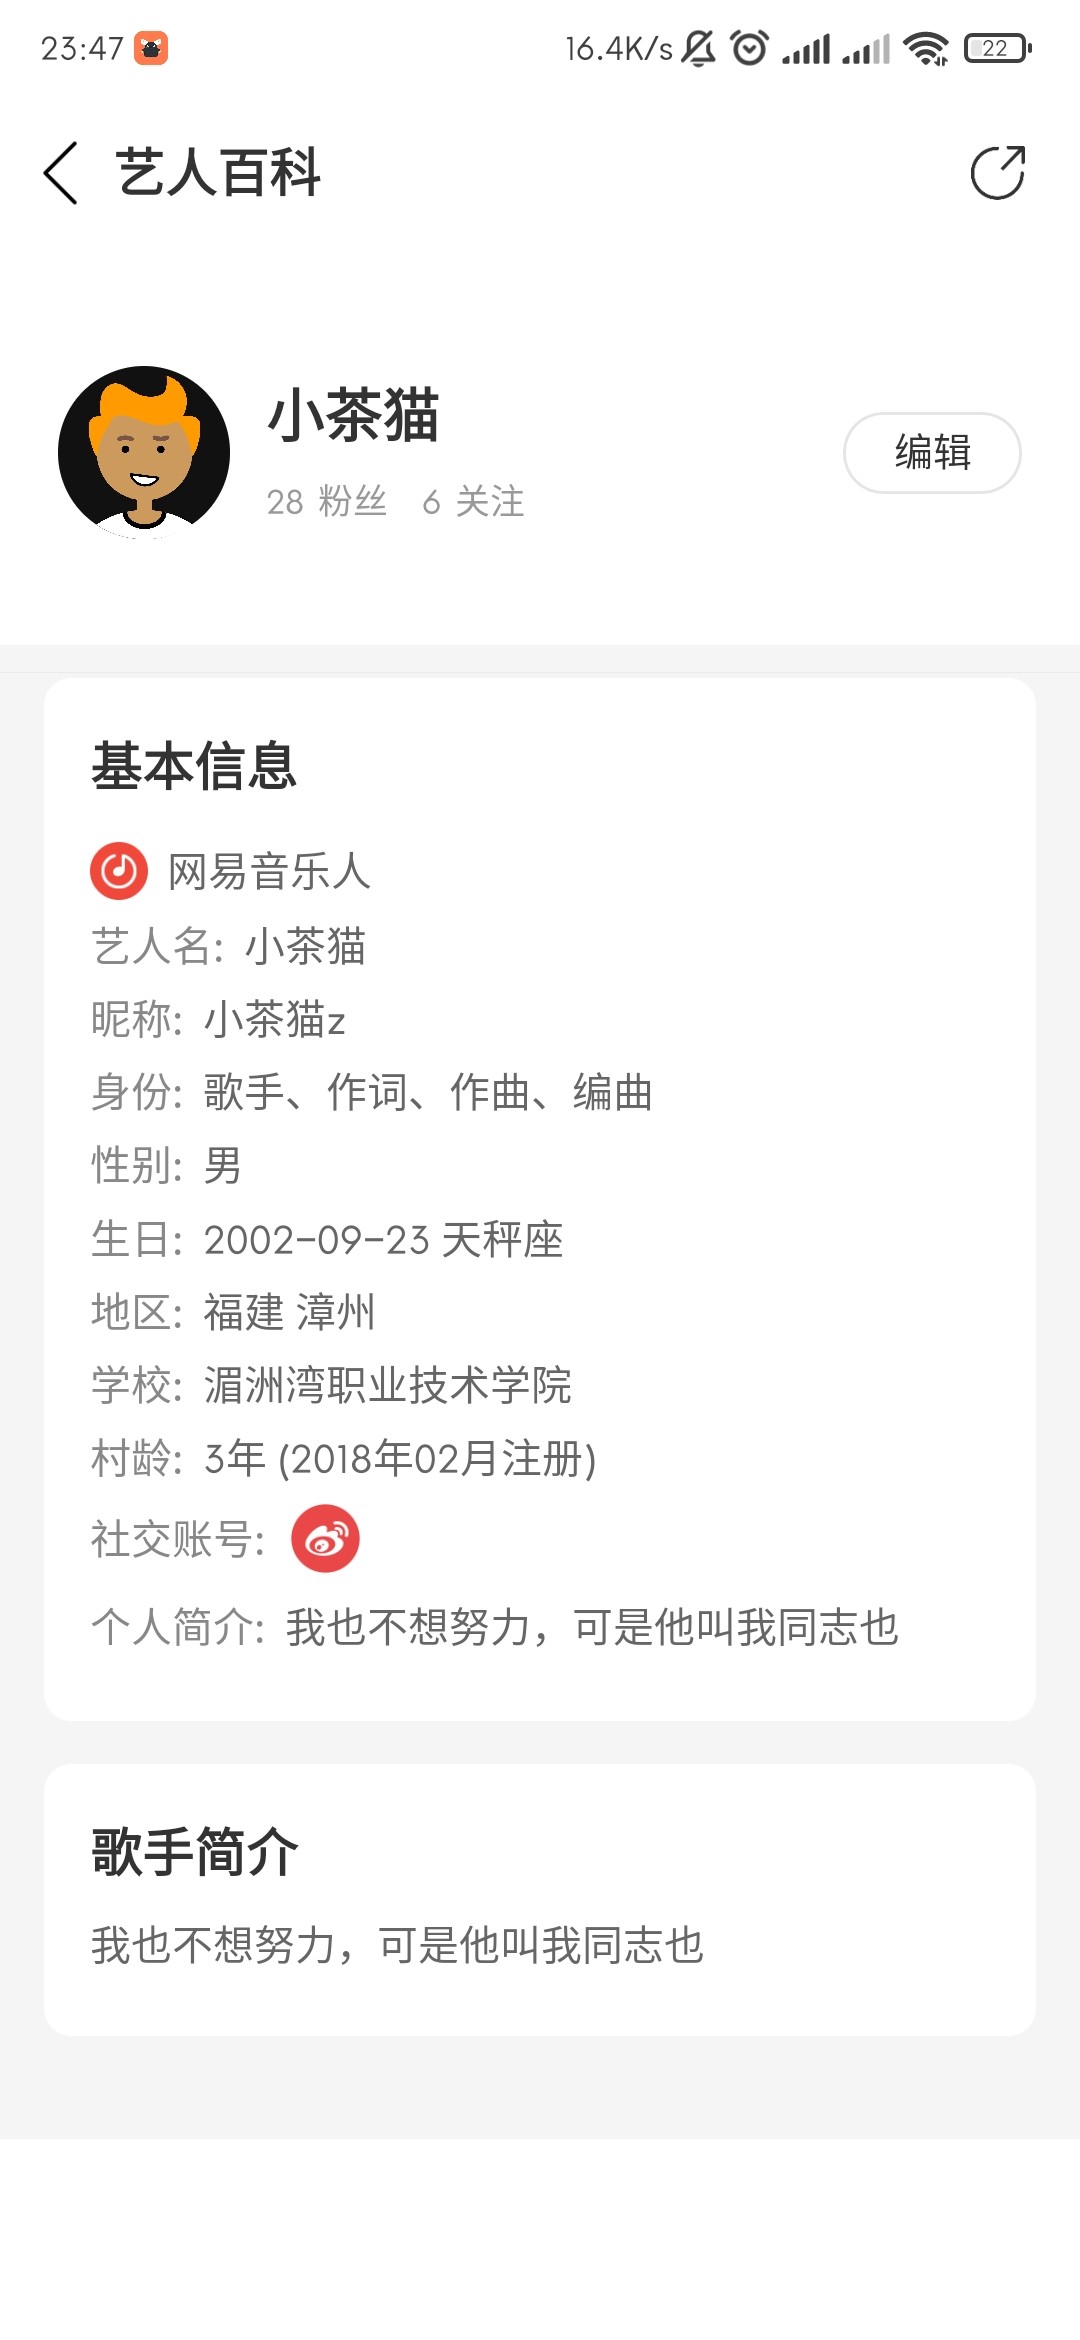 23:47 16.4K/s 22
艺人百科
小茶猫
28 粉丝 6 关注
编辑
基本信息
网易音乐人
艺人名: 小茶猫
昵称: 小茶猫z
身份: 歌手、作词、作曲、编曲
性别: 男
生日: 2002-09-23 天秤座
地区: 福建 漳州
学校: 湄洲湾职业技术学院
村龄: 3年 (2018年02月注册)
社交账号:
个人简介: 我也不想努力，可是他叫我同志也
歌手简介
我也不想努力，可是他叫我同志也